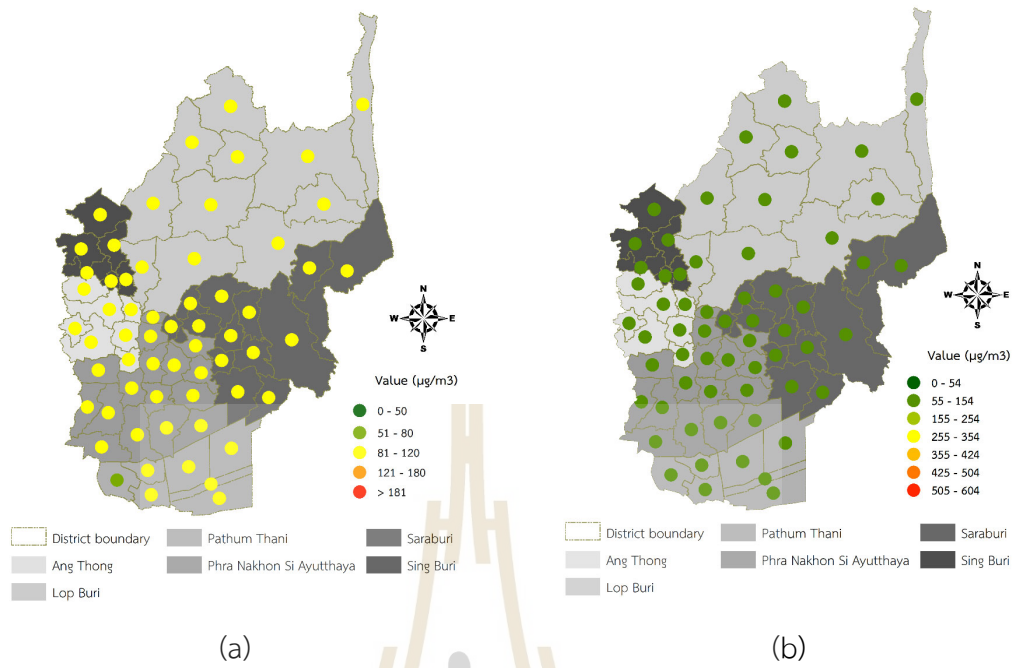 N
W E
S
Value (µg/m3)
0 - 50
51 - 80
81 - 120
121 - 180
> 181
District boundary
Pathum Thani
Saraburi
Ang Thong
Phra Nakhon Si Ayutthaya
Sing Buri
Lop Buri
(a)
N
W E
S
Value (µg/m3)
0 - 54
55 - 154
155 - 254
255 - 354
355 - 424
425 - 504
505 - 604
District boundary
Pathum Thani
Saraburi
Ang Thong
Phra Nakhon Si Ayutthaya
Sing Buri
Lop Buri
(b)